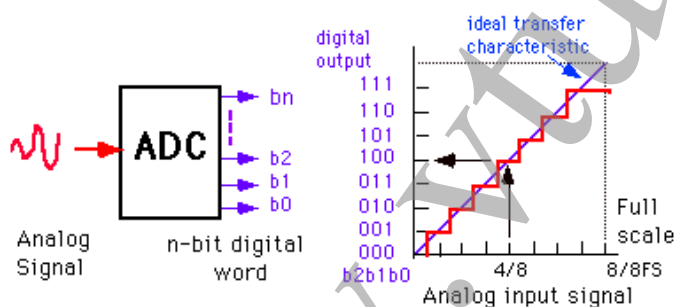 ADC
bn
b2
b1
b0
Analog
Signal
n-bit digital
word
digital
output
ideal transfer
characteristic
111
110
101
100
011
010
001
000
b2b1b0
4/8
8/8FS
Full
scale
Analog input signal